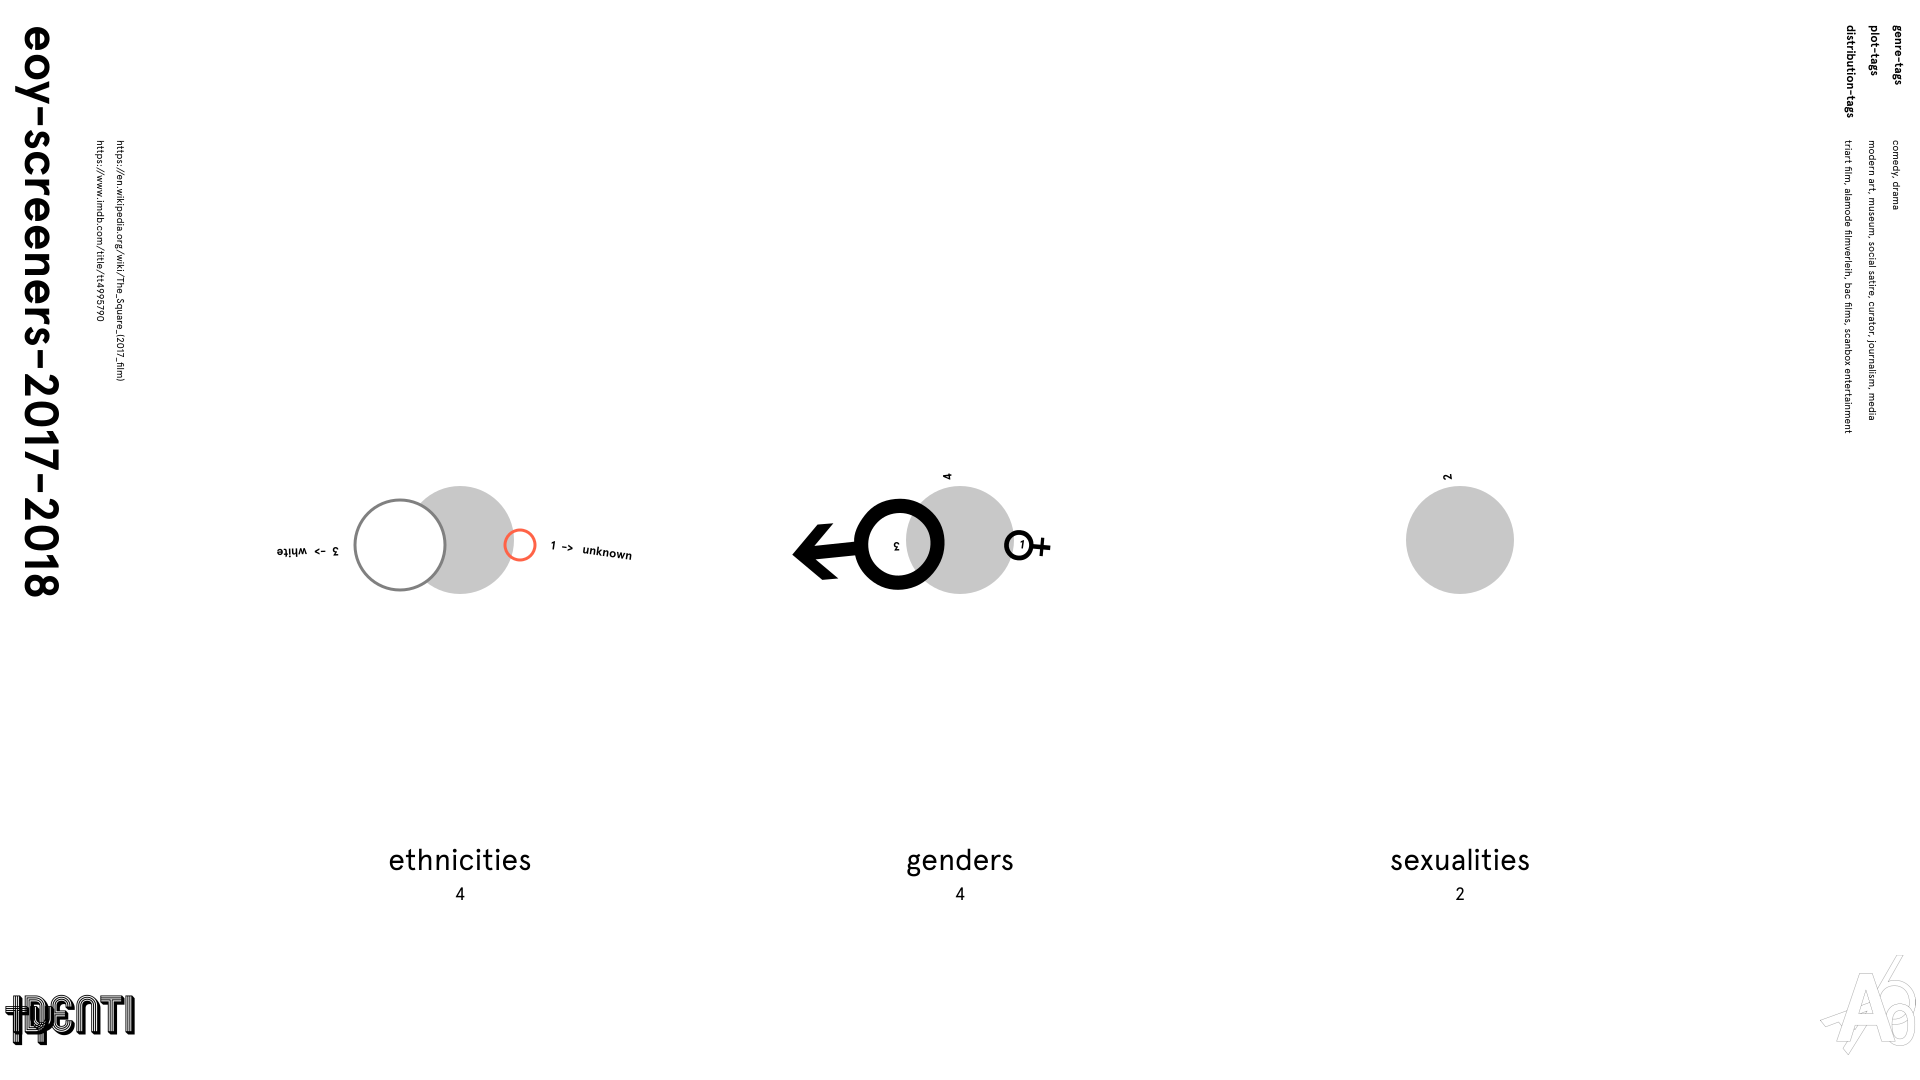 eoy-screeners-2017-2018
https://en.wikipedia.org/wiki/The_Square_(2017_film)
https://www.imdb.com/title/tt4995790
genre-tags comedy, drama
plot-tags modern art, museum, social satire, curator, journalism, media
distribution-tags triart film, alamode filmverleih, bac films, scanbox entertainment
3 -> white
1 -> unknown
4
3
1
2
ethnicities
4
genders
4
sexualities
2
IDENTI
ty